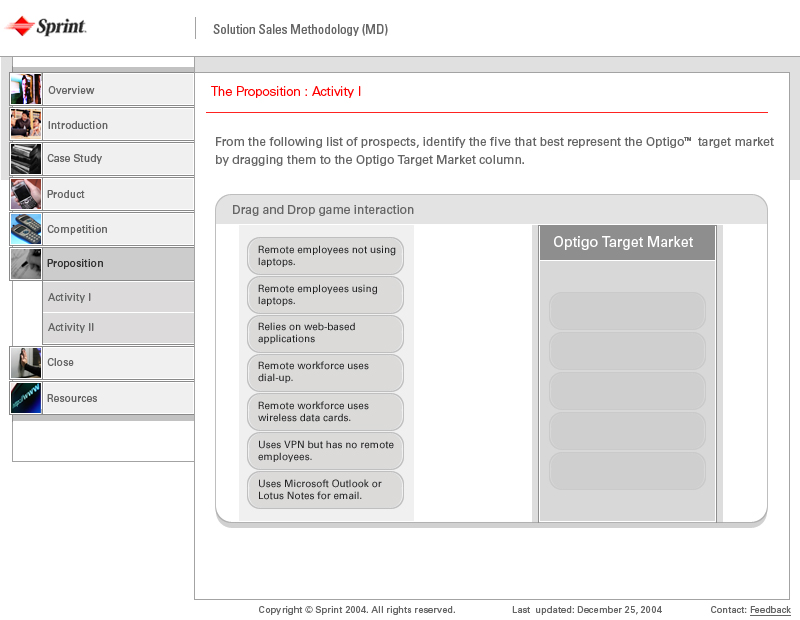 Sprint.
Solution Sales Methodology (MD)
Overview
Introduction
Case Study
Product
Competition
Proposition
Activity I
Activity II
Close
Resources
The Proposition : Activity I
From the following list of prospects, identify the five that best represent the Optigo™ target market
by dragging them to the Optigo Target Market column.
Drag and Drop game interaction
Remote employees not using
laptops.
Remote employees using
laptops.
Relies on web-based
applications
Remote workforce uses
dial-up.
Remote workforce uses
wireless data cards.
Uses VPN but has no remote
employees.
Uses Microsoft Outlook or
Lotus Notes for email.
Optigo Target Market
Copyright © Sprint 2004. All rights reserved.
Last updated: December 25, 2004
Contact: Feedback